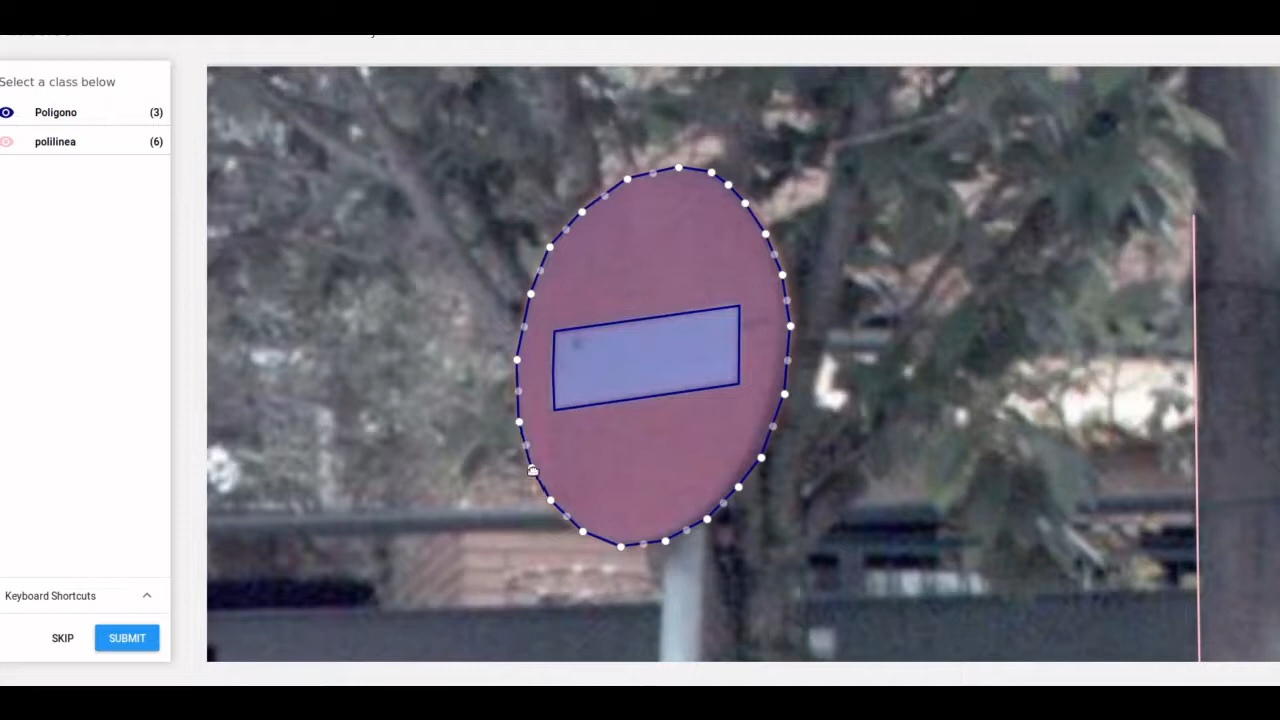 Select a class below
Poligono (3)
polilinea (6)
Keyboard Shortcuts
SKIP SUBMIT